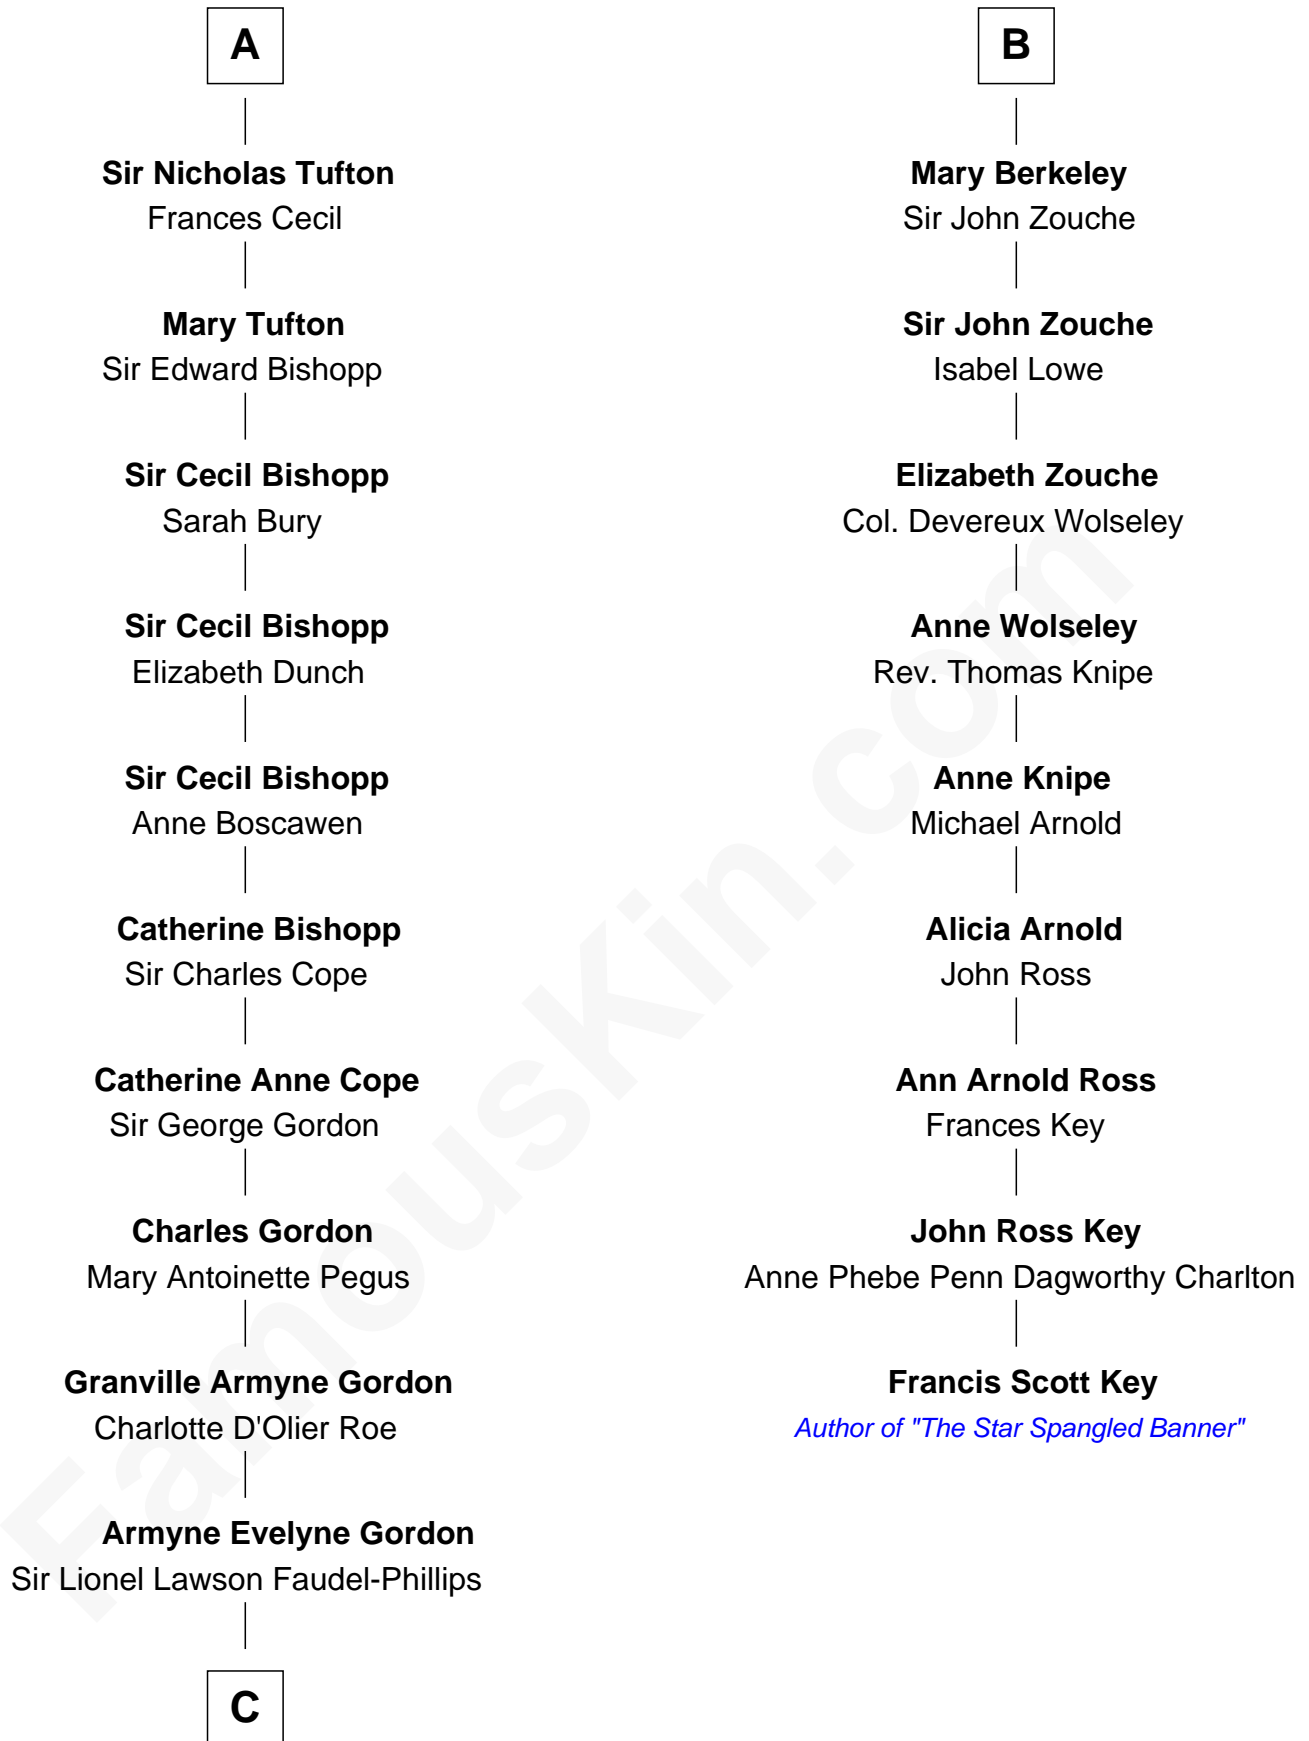 A
Sir Nicholas Tufton
Frances Cecil
Mary Tufton
Sir Edward Bishopp
Sir Cecil Bishopp
Sarah Bury
Sir Cecil Bishopp
Elizabeth Dunch
Sir Cecil Bishopp
Anne Boscawen
Catherine Bishopp
Sir Charles Cope
Catherine Anne Cope
Sir George Gordon
Charles Gordon
Mary Antoinette Pegus
Granville Armyne Gordon
Charlotte D'Olier Roe
Armyne Evelyne Gordon
Sir Lionel Lawson Faudel-Phillips
C
B
Mary Berkeley
Sir John Zouche
Sir John Zouche
Isabel Lowe
Elizabeth Zouche
Col. Devereux Wolseley
Anne Wolseley
Rev. Thomas Knipe
Anne Knipe
Michael Arnold
Alicia Arnold
John Ross
Ann Arnold Ross
Frances Key
John Ross Key
Anne Phebe Penn Dagworthy Charlton
Francis Scott Key
Author of "The Star Spangled Banner"
FamousKin.com